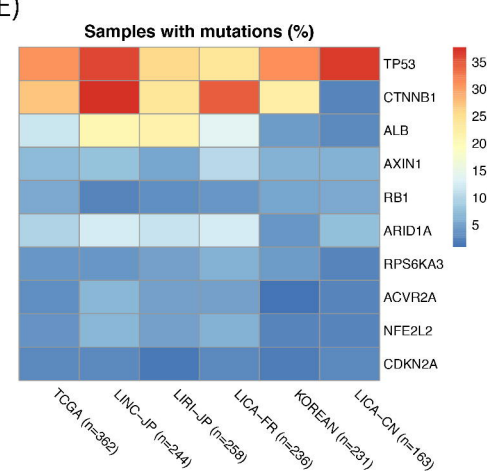 E)
Samples with mutations (%)
TP53
CTNNB1
ALB
AXIN1
RB1
ARID1A
RPS6KA3
ACVR2A
NFE2L2
CDKN2A
35
30
25
20
15
10
5
TCGA (n=362)
LINC-JP (n=244)
LIRI-JP (n=258)
LICA-FR (n=236)
KOREAN (n=231)
LICA-CN (n=163)